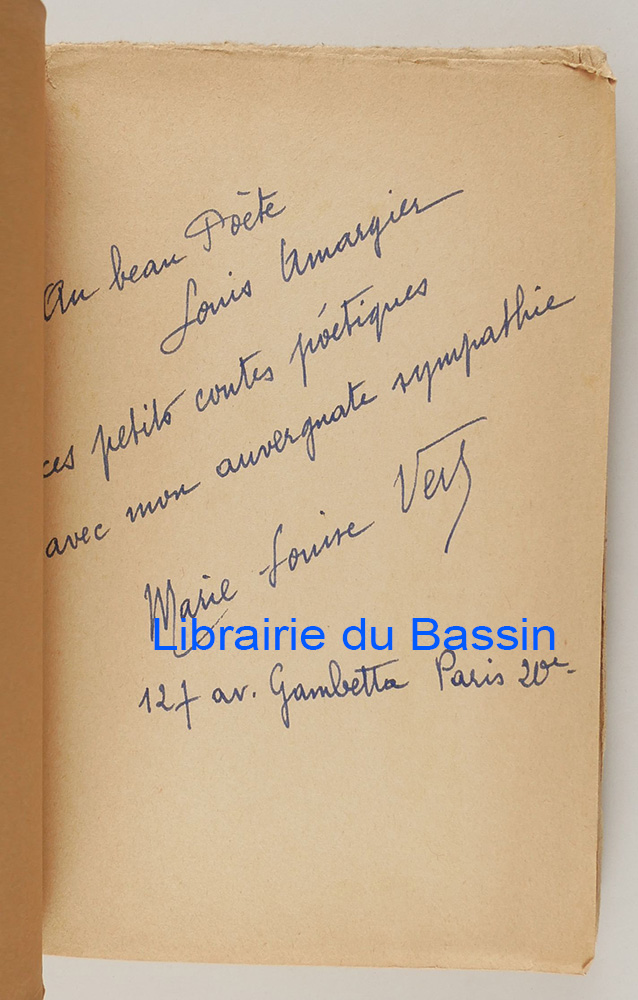 Au beau Poète
Louis Amargier
ces petits contes poétiques
avec mon auvergnate sympathie
Marie Louise Vert
Librairie du Bassin
127 av. Gambetta Paris 20e